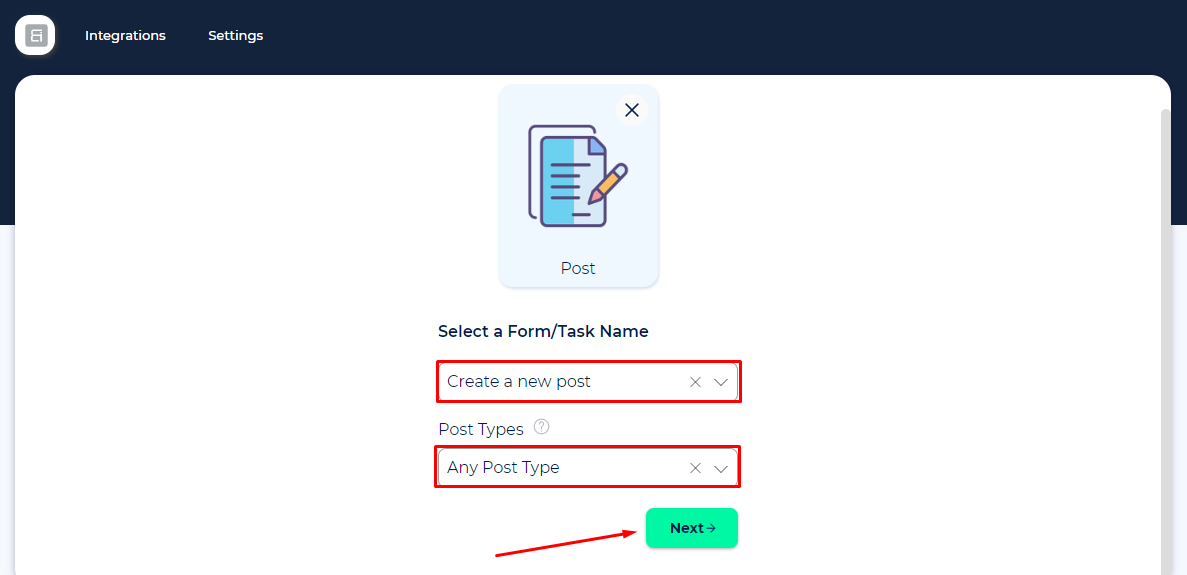 Integrations
Settings
Post
Select a Form/Task Name
Create a new post
Post Types
Any Post Type
Next